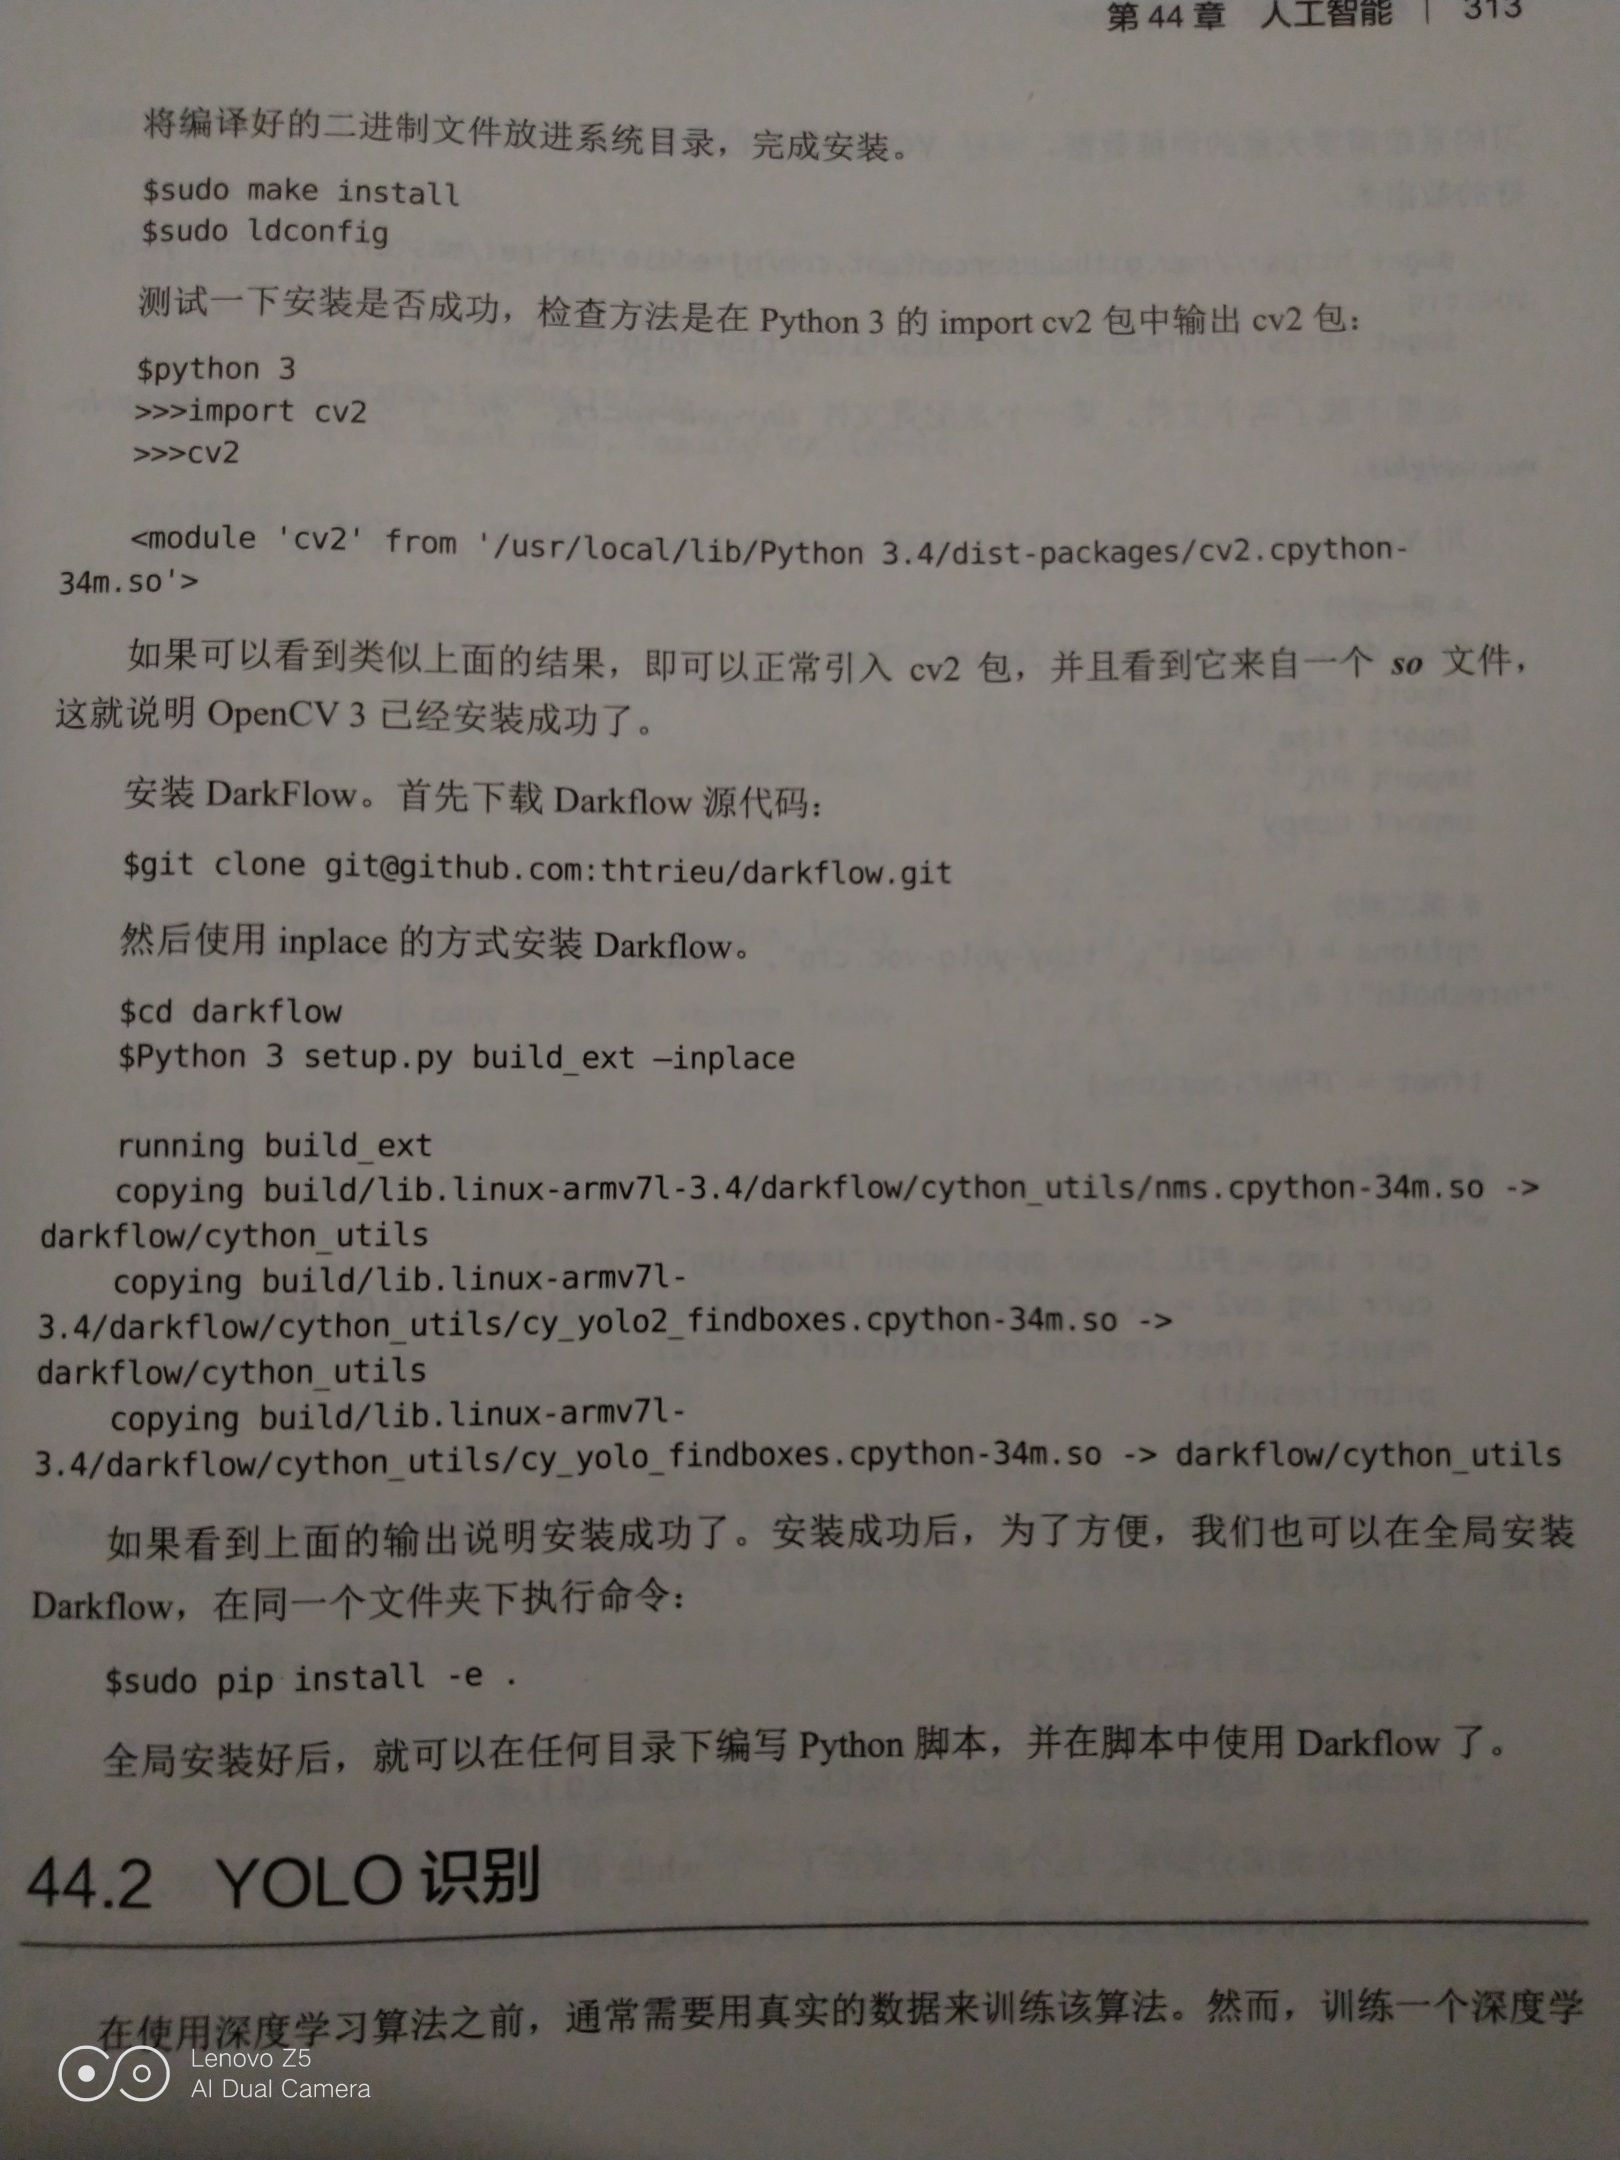 第 44 章 人工智能 | 313
将编译好的二进制文件放进系统目录，完成安装。
$sudo make install
$sudo ldconfig
测试一下安装是否成功，检查方法是在 Python 3 的 import cv2 包中输出 cv2 包：
$python 3
>>>import cv2
>>>cv2
<module 'cv2' from '/usr/local/lib/Python 3.4/dist-packages/cv2.cpython-
34m.so'>
如果可以看到类似上面的结果，即可以正常引入 cv2 包，并且看到它来自一个 so 文件，
这就说明 OpenCV 3 已经安装成功了。
安装 DarkFlow。首先下载 Darkflow 源代码：
$git clone git@github.com:thtrieu/darkflow.git
然后使用 inplace 的方式安装 Darkflow。
$cd darkflow
$Python 3 setup.py build_ext —inplace
running build_ext
copying build/lib.linux-armv7l-3.4/darkflow/cython_utils/nms.cpython-34m.so ->
darkflow/cython_utils
copying build/lib.linux-armv7l-
3.4/darkflow/cython_utils/cy_yolo2_findboxes.cpython-34m.so ->
darkflow/cython_utils
copying build/lib.linux-armv7l-
3.4/darkflow/cython_utils/cy_yolo_findboxes.cpython-34m.so -> darkflow/cython_utils
如果看到上面的输出说明安装成功了。安装成功后，为了方便，我们也可以在全局安装
Darkflow，在同一个文件夹下执行命令：
$sudo pip install -e .
全局安装好后，就可以在任何目录下编写 Python 脚本，并在脚本中使用 Darkflow 了。
44.2 YOLO 识别
在使用深度学习算法之前，通常需要用真实的数据来训练该算法。然而，训练一个深度学
Lenovo Z5
AI Dual Camera